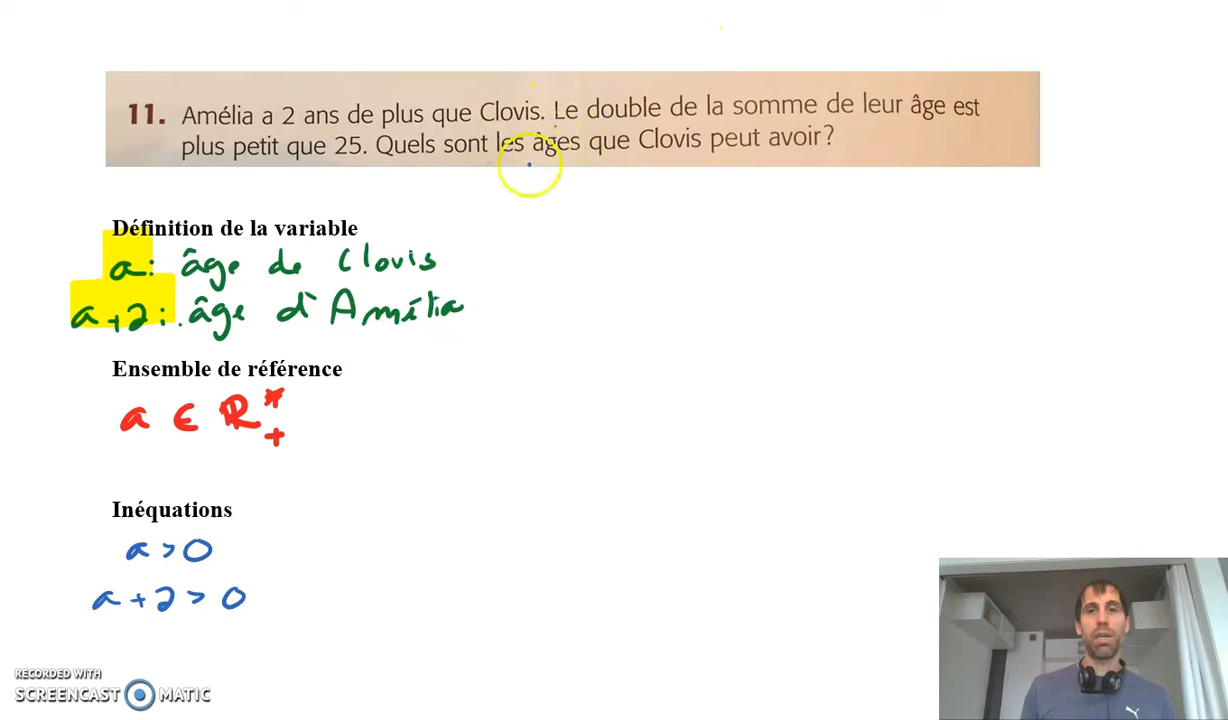 11. Amélia a 2 ans de plus que Clovis. Le double de la somme de leur âge est
plus petit que 25. Quels sont les âges que Clovis peut avoir?
Définition de la variable
a: âge de Clovis
a+2: âge d'Amélia
Ensemble de référence
a ∈ ℝ*₊
Inéquations
a > 0
a + 2 > 0
RECORDED WITH
SCREENCAST MATIC